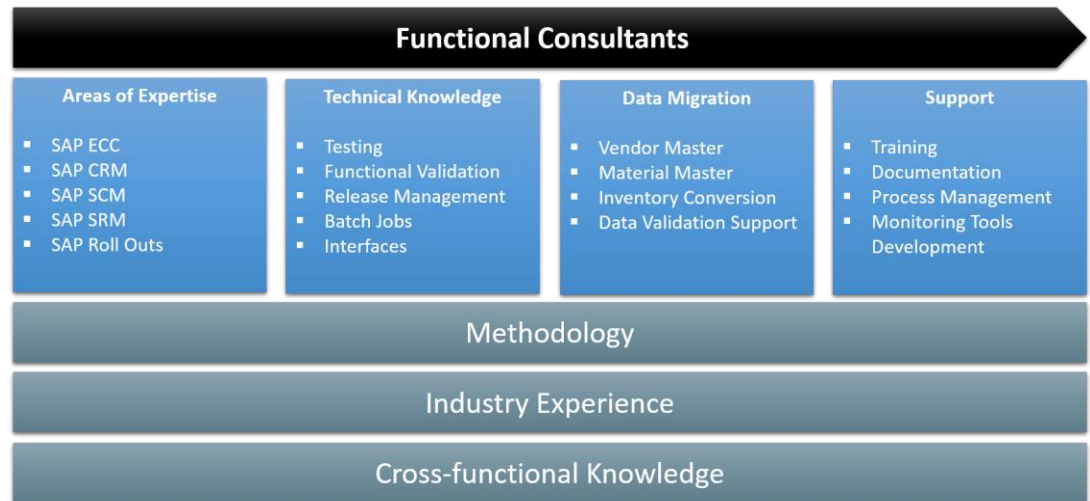 Functional Consultants
Areas of Expertise
▪ SAP ECC
▪ SAP CRM
▪ SAP SCM
▪ SAP SRM
▪ SAP Roll Outs
Technical Knowledge
▪ Testing
▪ Functional Validation
▪ Release Management
▪ Batch Jobs
▪ Interfaces
Data Migration
▪ Vendor Master
▪ Material Master
▪ Inventory Conversion
▪ Data Validation Support
Support
▪ Training
▪ Documentation
▪ Process Management
▪ Monitoring Tools
Development
Methodology
Industry Experience
Cross-functional Knowledge